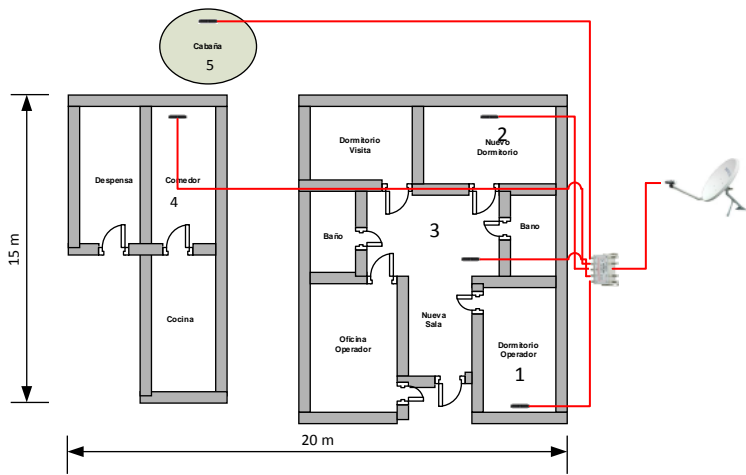 Cabaña
5
Dormitorio
Visita
2
Nuevo
Dormitorio
Despensa
Comedor
4
Baño
3
Bano
15 m
Cocina
Nueva
Sala
Oficina
Operador
Dormitorio
Operador
1
20 m